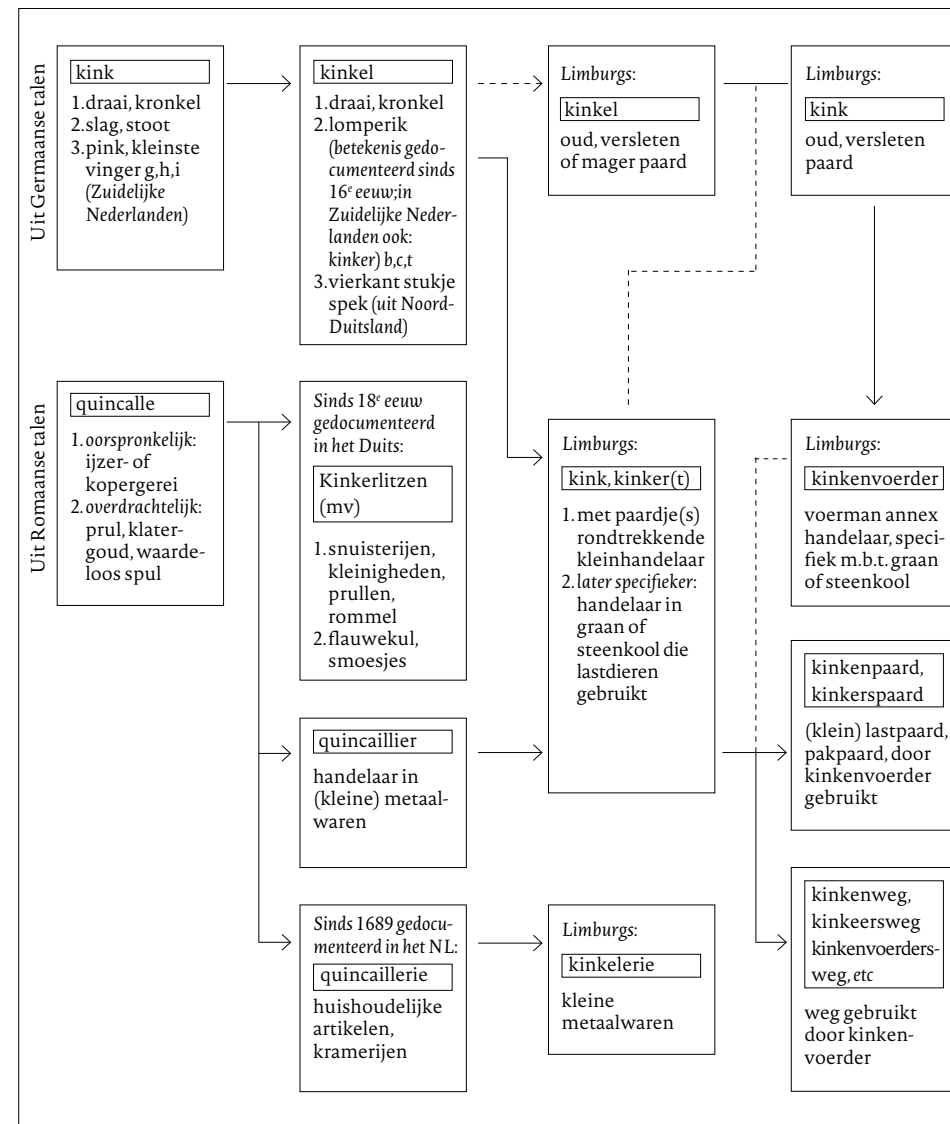 Uit Germaanse talen
kink
1.draai, kronkel
2.slag, stoot
3.pink, kleinste
vinger g,h,i
(Zuidelijke
Nederlanden)
kinkel
1.draai, kronkel
2.lomperik
(betekenis gedo-
cumenteerd sinds
16e eeuw;in
Zuidelijke Neder-
landen ook:
kinker) b,c,t
3.vierkant stukje
spek (uit Noord-
Duitsland)
Limburgs:
kinkel
oud, versleten
of mager paard
Limburgs:
kink
oud, versleten
paard
Uit Romaanse talen
quincalle
1.oorspronkelijk:
ijzer- of
kopergerei
2.overdrachtelijk:
prul, klater-
goud, waarde-
loos spul
Sinds 18e eeuw
gedocumenteerd
in het Duits:
Kinkerlitzen
(mv)
1.snuisterijen,
kleinigheden,
prullen,
rommel
2.flauwekul,
smoesjes
quincaillier
handelaar in
(kleine) metaal-
waren
Sinds 1689 gedocu-
menteerd in het NL:
quincaillerie
huishoudelijke
artikelen,
kramerijen
Limburgs:
kink, kinker(t)
1.met paardje(s)
rondtrekkende
kleinhandelaar
2.later specifieker:
handelaar in
graan of
steenkool die
lastdieren
gebruikt
Limburgs:
kinkelerie
kleine
metaalwaren
Limburgs:
kinkenvoerder
voerman annex
handelaar, speci-
fiek m.b.t. graan
of steenkool
kinkenpaard,
kinkerspaard
(klein) lastpaard,
pakpaard, door
kinkenvoerder
gebruikt
kinkenweg,
kinkeersweg
kinkenvoerders-
weg, etc
weg gebruikt
door kinken-
voerder